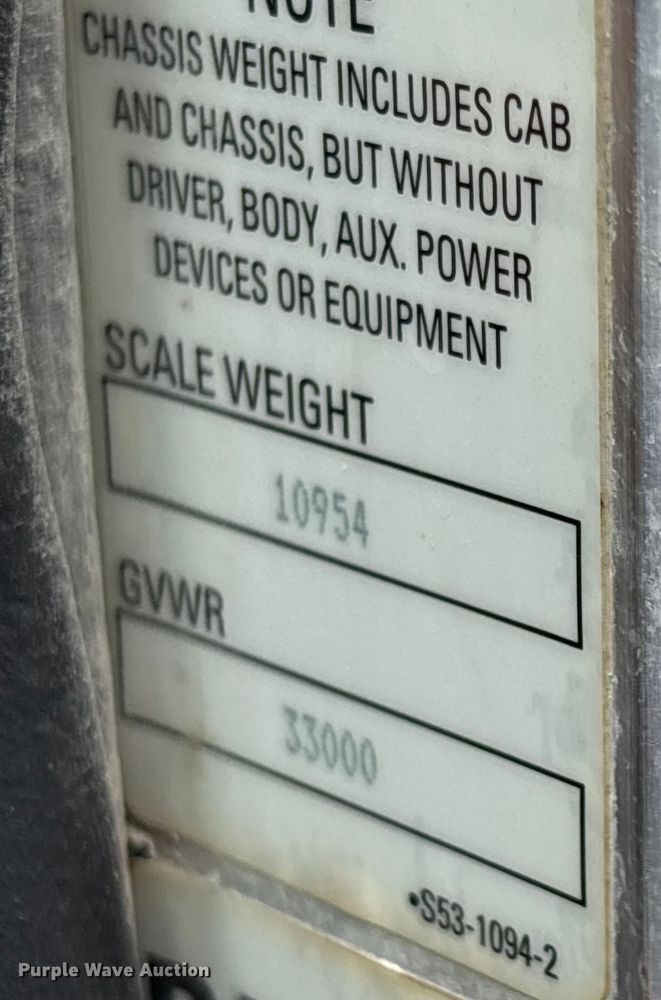 NOTE
CHASSIS WEIGHT INCLUDES CAB
AND CHASSIS, BUT WITHOUT
DRIVER, BODY, AUX. POWER
DEVICES OR EQUIPMENT
SCALE WEIGHT
10954
GVWR
33000
•S53-1094-2
Purple Wave Auction